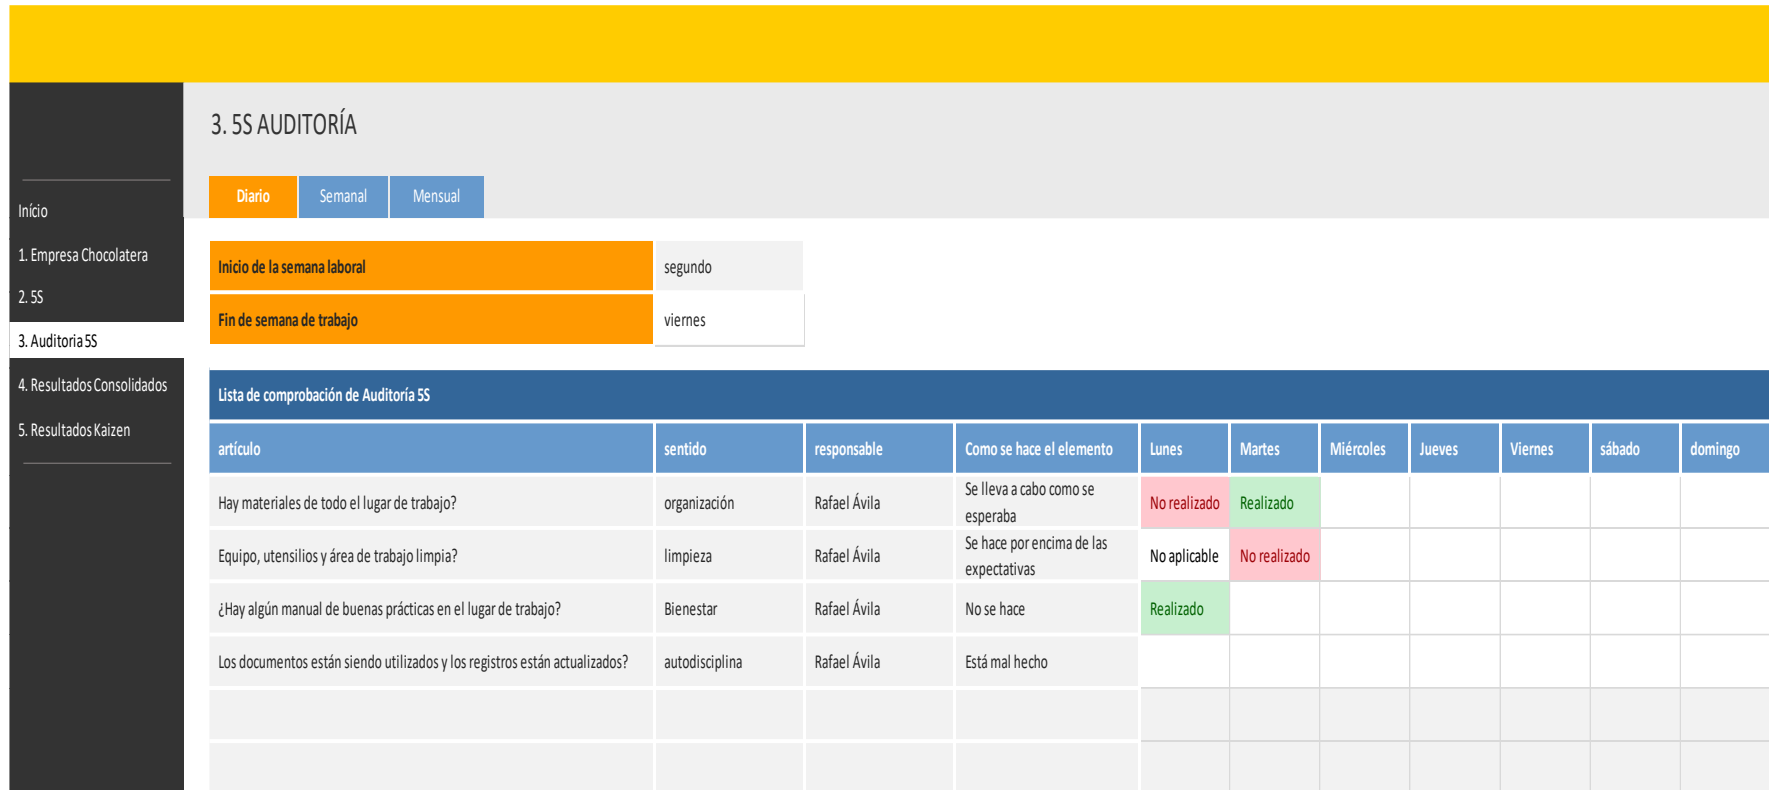 3. 5S AUDITORÍA
Diario Semanal Mensual
Início
1. Empresa Chocolatera
2. 5S
3. Auditoria 5S
4. Resultados Consolidados
5. Resultados Kaizen
Inicio de la semana laboral segundo
Fin de semana de trabajo viernes
Lista de comprobación de Auditoría 5S
artículo sentido responsable Como se hace el elemento Lunes Martes Miércoles Jueves Viernes sábado domingo
Hay materiales de todo el lugar de trabajo? organización Rafael Ávila Se lleva a cabo como se
esperaba
No realizado Realizado
Equipo, utensilios y área de trabajo limpia? limpieza Rafael Ávila Se hace por encima de las
expectativas
No aplicable No realizado
¿Hay algún manual de buenas prácticas en el lugar de trabajo? Bienestar Rafael Ávila No se hace Realizado
Los documentos están siendo utilizados y los registros están actualizados? autodisciplina Rafael Ávila Está mal hecho